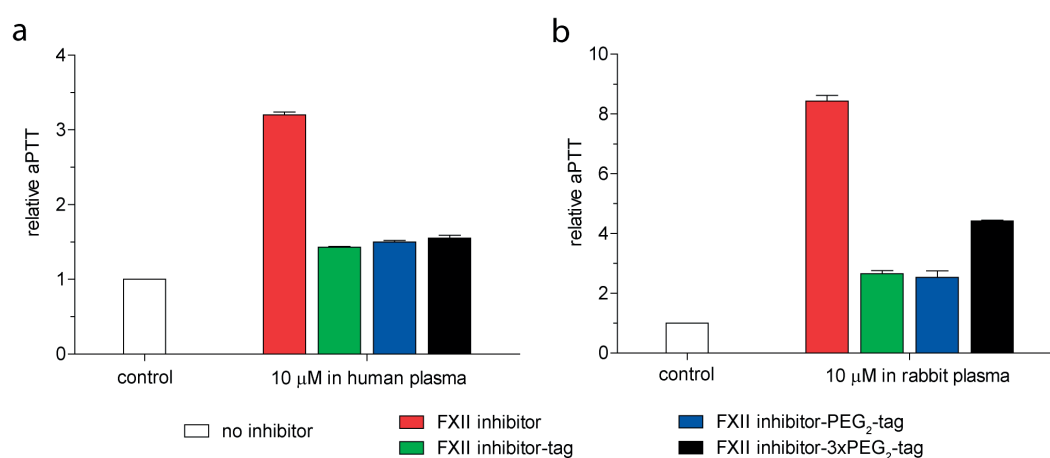 a
relative aPTT
4
3
2
1
0
control
10 µM in human plasma
b
relative aPTT
10
8
6
4
2
0
control
10 µM in rabbit plasma
no inhibitor
FXII inhibitor
FXII inhibitor-tag
FXII inhibitor-PEG₂-tag
FXII inhibitor-3xPEG₂-tag